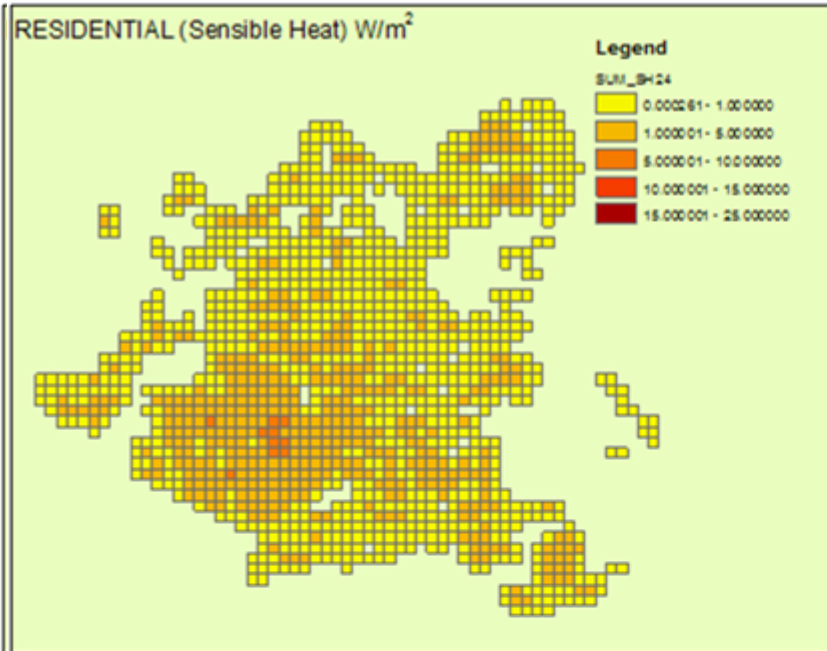 RESIDENTIAL (Sensible Heat) W/m²
Legend
SUM_SH24
0.000261 - 1.000000
1.000001 - 5.000000
5.000001 - 10.000000
10.000001 - 15.000000
15.000001 - 25.000000